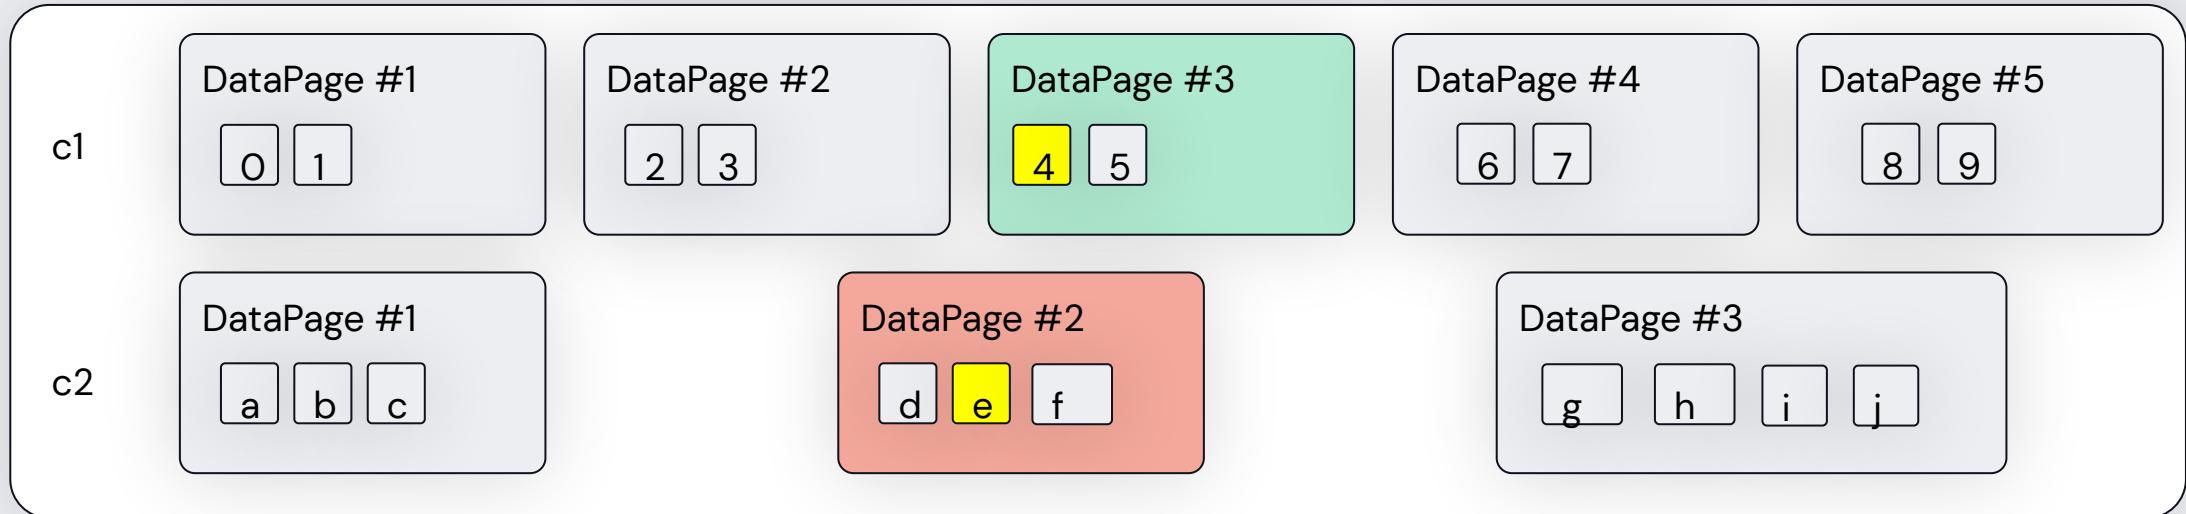 DataPage #1 DataPage #2 DataPage #3 DataPage #4 DataPage #5
c1 0 1 2 3 4 5 6 7 8 9
DataPage #1 DataPage #2 DataPage #3
c2 a b c d e f g h i j